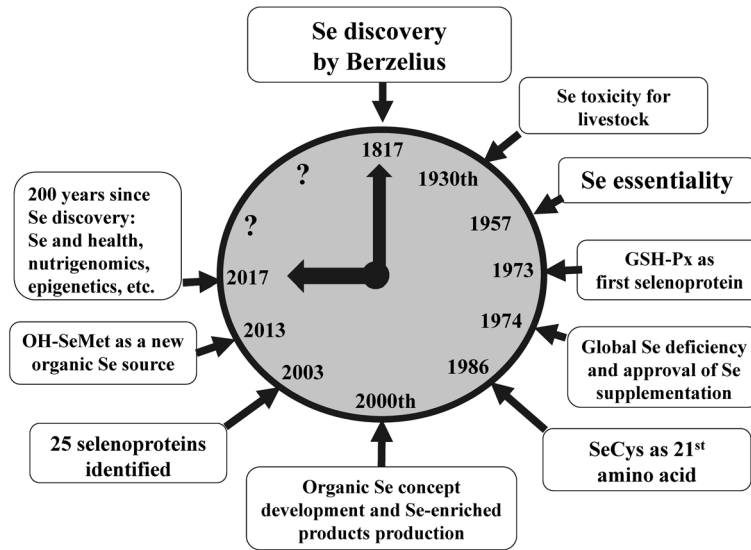 Se discovery
by Berzelius
Se toxicity for
livestock
Se essentiality
GSH-Px as
first selenoprotein
Global Se deficiency
and approval of Se
supplementation
SeCys as 21st
amino acid
Organic Se concept
development and Se-enriched
products production
25 selenoproteins
identified
OH-SeMet as a new
organic Se source
200 years since
Se discovery:
Se and health,
nutrigenomics,
epigenetics, etc.
1817
1930th
1957
1973
1974
1986
2000th
2003
2013
2017
?
?